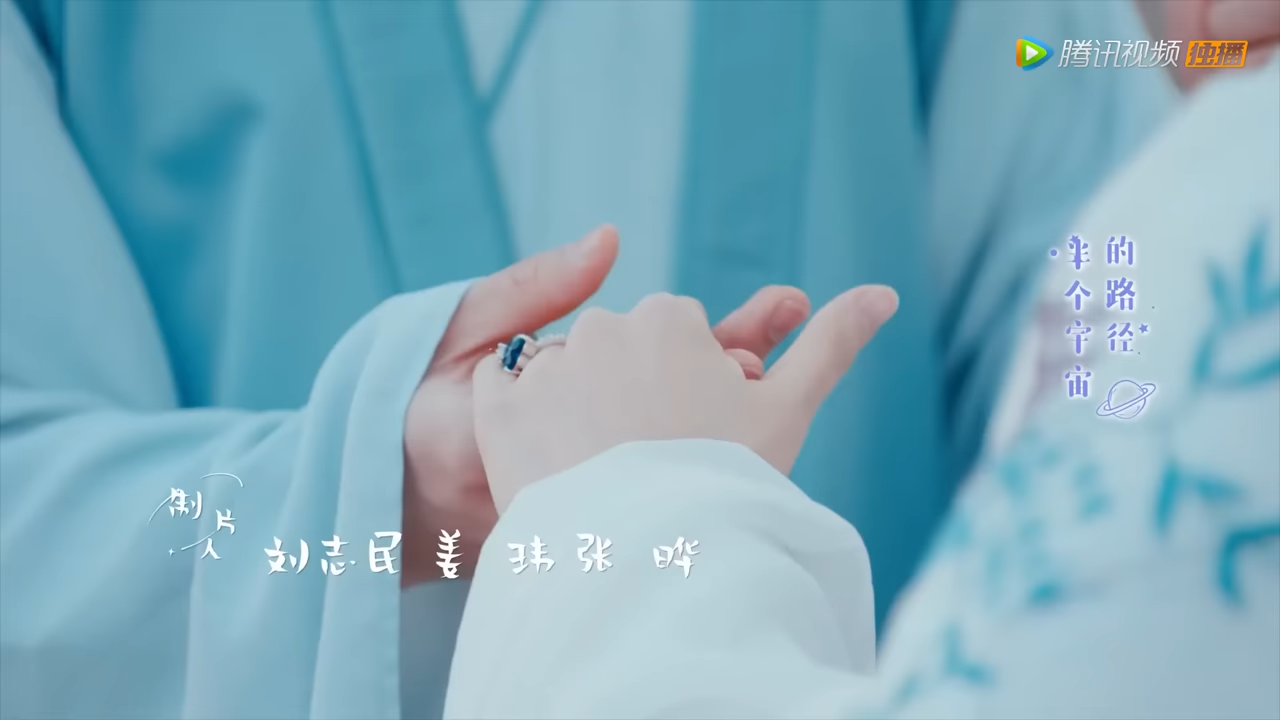 腾讯视频 独播
半个宇宙
的路径
制片人
刘志民 姜 玮 张 晔